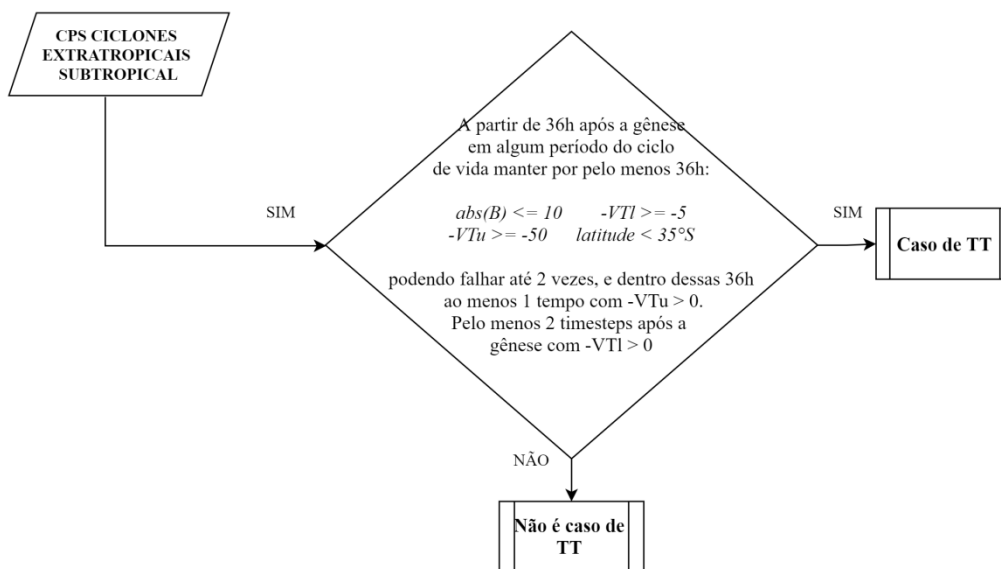 CPS CICLONES
EXTRATROPICAIS
SUBTROPICAL
A partir de 36h após a gênese
em algum período do ciclo
de vida manter por pelo menos 36h:
SIM
abs(B) <= 10 -VTl >= -5
-VTu >= -50 latitude < 35°S
SIM
Caso de TT
podendo falhar até 2 vezes, e dentro dessas 36h
ao menos 1 tempo com -VTu > 0.
Pelo menos 2 timesteps após a
gênese com -VTl > 0
NÃO
Não é caso de
TT